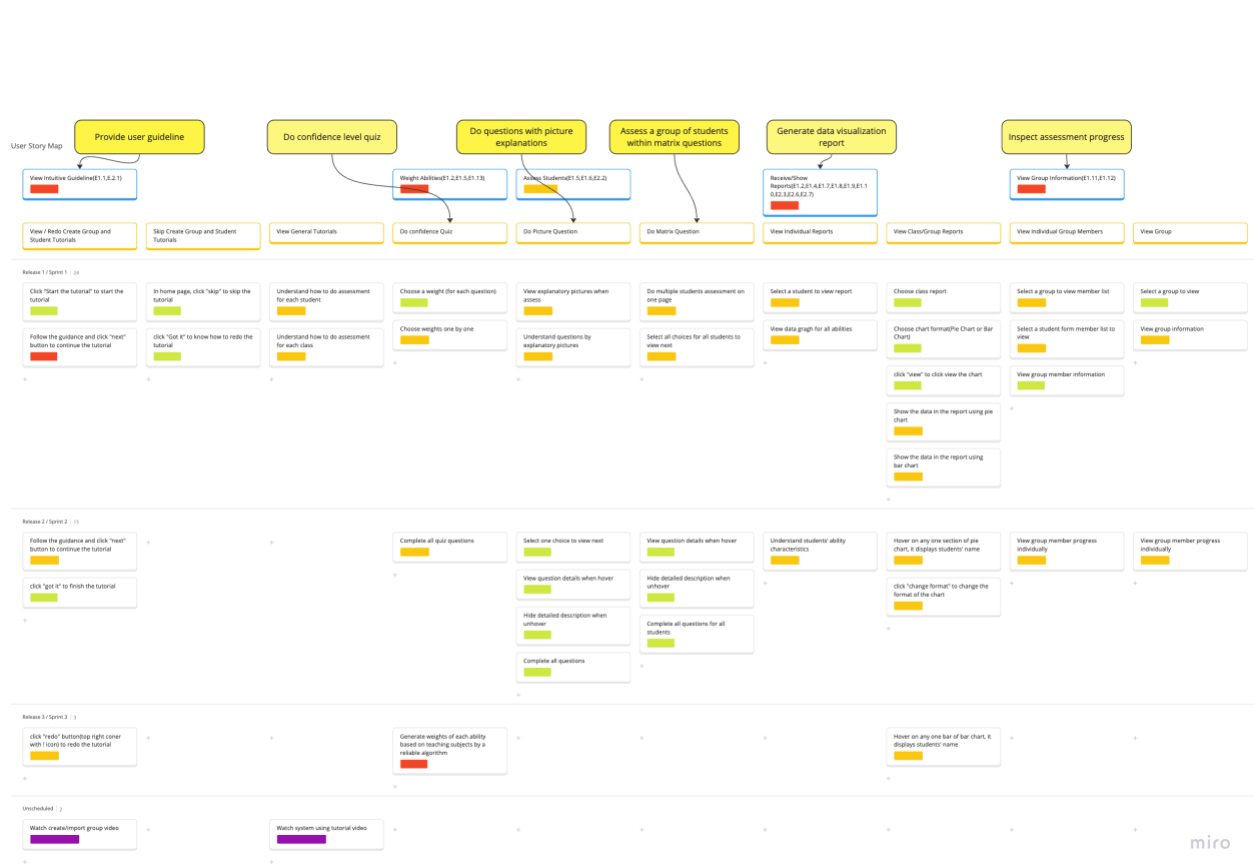 Provide user guideline
Do confidence level quiz
Do questions with picture
explanations
Assess a group of students
within matrix questions
Generate data visualization
report
Inspect assessment progress
User Story Map
View Intuitive Guideline(E1.1,E.2.1)
Weight Abilities(E1.2,E1.5,E1.13)
Assess Students(E1.5,E1.6,E2.2)
Receive/Show
Reports(E1.2,E1.4,E1.7,E1.8,E1.9,E1.1
0,E2.3,E2.6,E2.7)
View Group Information(E1.11,E1.12)
View / Redo Create Group and
Student Tutorials
Skip Create Group and Student
Tutorials
View General Tutorials
Do confidence Quiz
Do Picture Question
Do Matrix Question
View Individual Reports
View Class/Group Reports
View Individual Group Members
View Group
Release 1 / Sprint 1 | 24
Click "Start the tutorial" to start the
tutorial
In home page, click "skip" to skip the
tutorial
Understand how to do assessment
for each student
Choose a weight (for each question)
View explanatory pictures when
assess
Do multiple students assessment on
one page
Select a student to view report
Choose class report
Select a group to view member list
Select a group to view
Follow the guidance and click "next"
button to continue the tutorial
click "Got it" to know how to redo the
tutorial
Understand how to do assessment
for each class
Choose weights one by one
Understand questions by
explanatory pictures
Select all choices for all students to
view next
View data gragh for all abilities
Choose chart format(Pie Chart or Bar
Chart)
Select a student form member list to
view
View group information
click "view" to click view the chart
View group member information
Show the data in the report using pie
chart
Show the data in the report using
bar chart
Release 2 / Sprint 2 |
Follow the guidance and click "next"
button to continue the tutorial
Complete all quiz questions
Select one choice to view next
View question details when hover
Understand students' ability
characteristics
Hover on any one section of pie
chart, it displays students' name
View group member progress
individually
View group member progress
individually
click "got it" to finish the tutorial
View question details when hover
Hide detailed description when
unhover
click "change format" to change the
format of the chart
Hide detailed description when
unhover
Complete all questions for all
students
Complete all questions
Release 3 / Sprint 3 | 3
click "redo" button(top right coner
with ! icon) to redo the tutorial
Generate weights of each ability
based on teaching subjects by a
reliable algorithm
Hover on any one bar of bar chart, it
displays students' name
Unscheduled | 2
Watch create/import group video
Watch system using tutorial video
miro